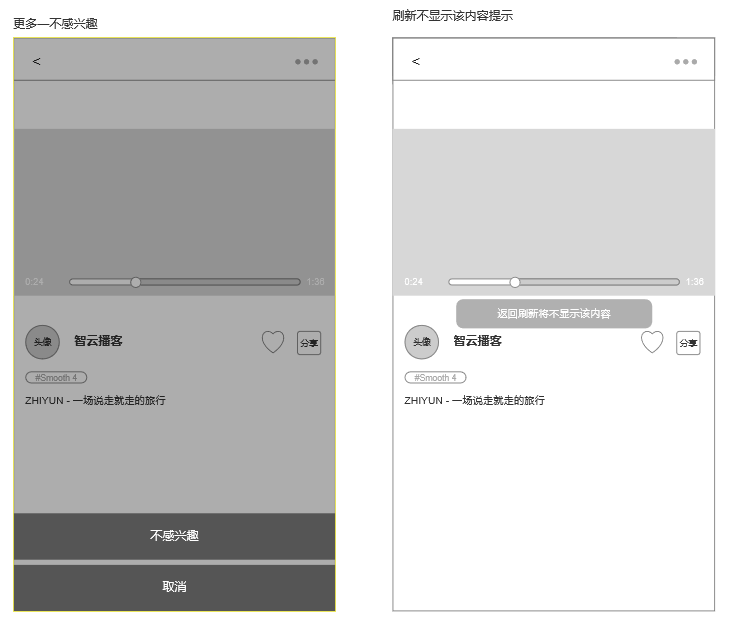 更多—不感兴趣
<
●●●
0:24
1:36
头像
智云播客
分享
#Smooth 4
ZHIYUN - 一场说走就走的旅行
不感兴趣
取消
刷新不显示该内容提示
<
●●●
0:24
1:36
返回刷新将不显示该内容
头像
智云播客
分享
#Smooth 4
ZHIYUN - 一场说走就走的旅行